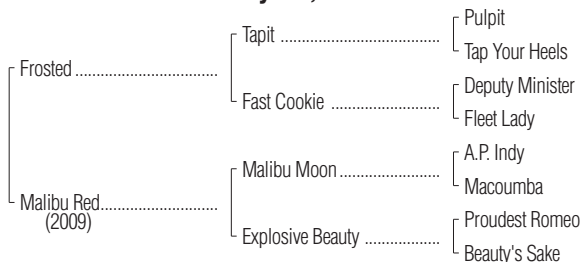 Pulpit
Tapit
Tap Your Heels
Frosted
Deputy Minister
Fast Cookie
Fleet Lady
A.P. Indy
Malibu Moon
Macoumba
Malibu Red
(2009)
Proudest Romeo
Explosive Beauty
Beauty's Sake